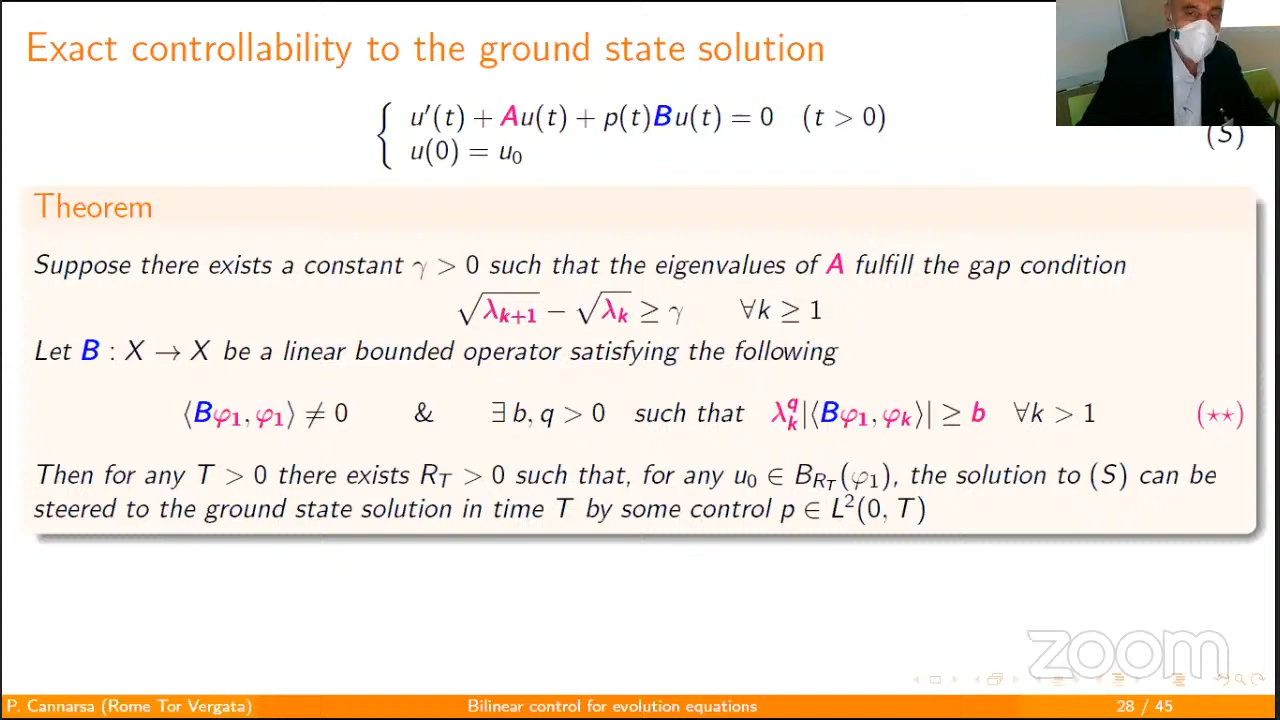 Exact controllability to the ground state solution
{ u′(t) + Au(t) + p(t)Bu(t) = 0 (t > 0)
u(0) = u₀
(S)
Theorem
Suppose there exists a constant γ > 0 such that the eigenvalues of A fulfill the gap condition
√λₖ₊₁ − √λₖ ≥ γ ∀k ≥ 1
Let B : X → X be a linear bounded operator satisfying the following
⟨Bφ₁, φ₁⟩ ≠ 0 & ∃ b, q > 0 such that λₖ^q |⟨Bφ₁, φₖ⟩| ≥ b ∀k > 1 (⋆⋆)
Then for any T > 0 there exists R_T > 0 such that, for any u₀ ∈ B_{R_T}(φ₁), the solution to (S) can be
steered to the ground state solution in time T by some control p ∈ L²(0, T)
zoom
P. Cannarsa (Rome Tor Vergata) Bilinear control for evolution equations 28 / 45